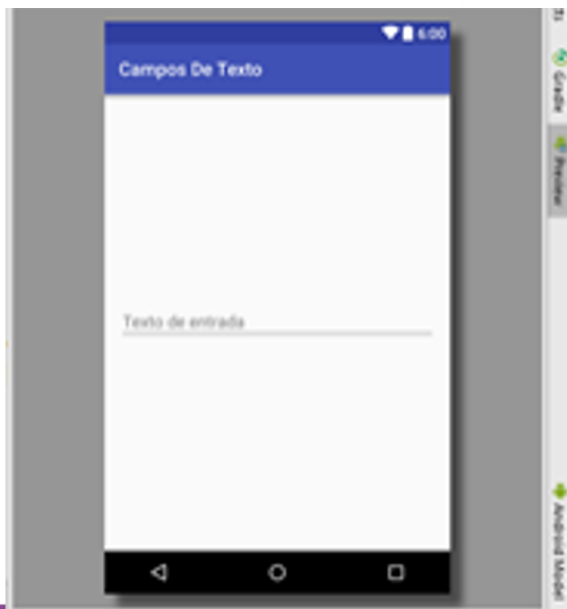 6:00
Campos De Texto
Texto de entrada
Gradle
Preview
Android Model